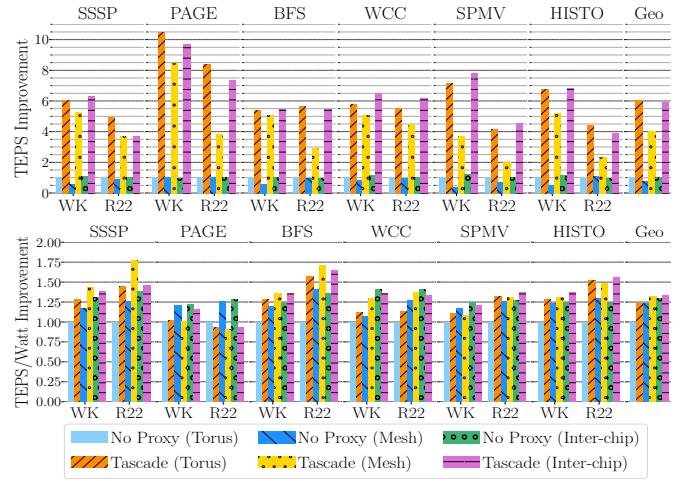 SSSP PAGE BFS WCC SPMV HISTO Geo
TEPS Improvement
10
8
6
4
2
0
WK R22 WK R22 WK R22 WK R22 WK R22 WK R22
SSSP PAGE BFS WCC SPMV HISTO Geo
TEPS/Watt Improvement
2.00
1.75
1.50
1.25
1.00
0.75
0.50
0.25
0.00
WK R22 WK R22 WK R22 WK R22 WK R22 WK R22
No Proxy (Torus) No Proxy (Mesh) No Proxy (Inter-chip)
Tascade (Torus) Tascade (Mesh) Tascade (Inter-chip)